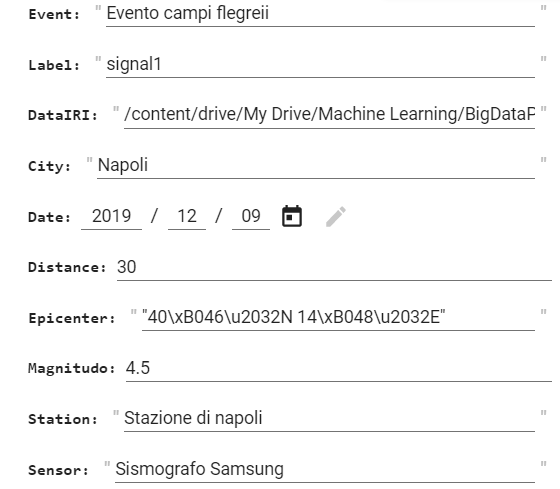 Event: " Evento campi flegreii "
Label: " signal1 "
DataIRI: " /content/drive/My Drive/Machine Learning/BigDataP "
City: " Napoli "
Date: 2019 / 12 / 09
Distance: 30
Epicenter: " "40\xB046\u2032N 14\xB048\u2032E" "
Magnitudo: 4.5
Station: " Stazione di napoli "
Sensor: " Sismografo Samsung "